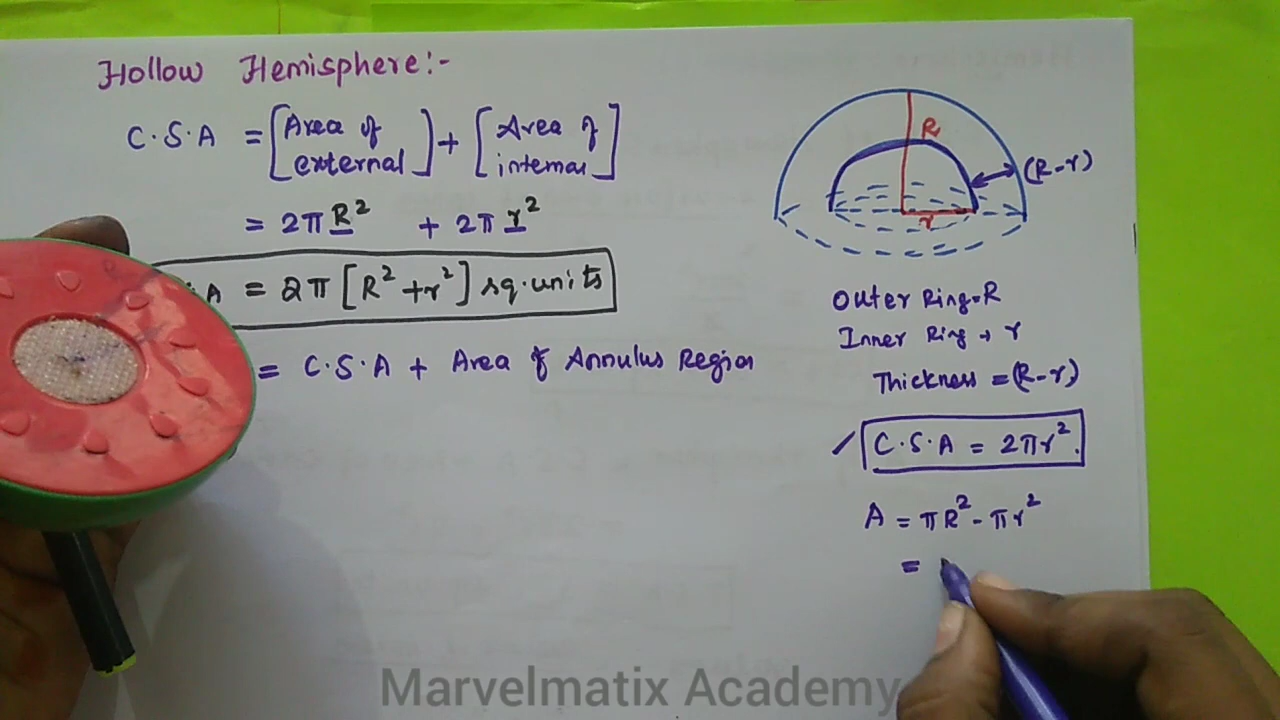 Hollow Hemisphere:-
C.S.A = [Area of external] + [Area of internal]
= 2πR² + 2πr²
A = 2π[R²+r²] sq.units
= C.S.A + Area of Annulus Region
R
(R-r)
r
Outer Ring=R
Inner Ring → r
Thickness =(R-r)
C.S.A = 2πr².
A = πR²-πr²
=
Marvelmatix Academy